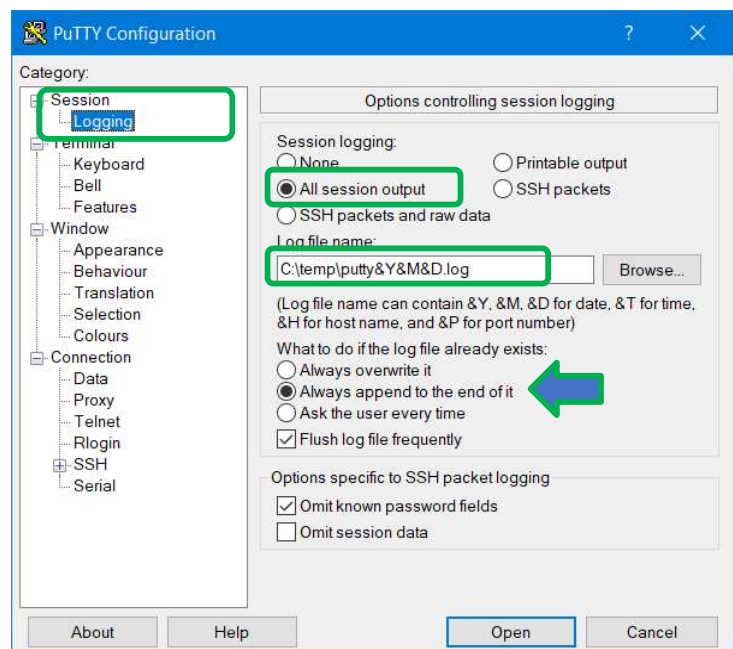 PuTTY Configuration
?
Category:
Session
Logging
Terminal
Keyboard
Bell
Features
Window
Appearance
Behaviour
Translation
Selection
Colours
Connection
Data
Proxy
Telnet
Rlogin
SSH
Serial
Options controlling session logging
Session logging:
None
Printable output
All session output
SSH packets
SSH packets and raw data
Log file name:
C:\temp\putty&Y&M&D.log
Browse...
(Log file name can contain &Y, &M, &D for date, &T for time,
&H for host name, and &P for port number)
What to do if the log file already exists:
Always overwrite it
Always append to the end of it
Ask the user every time
Flush log file frequently
Options specific to SSH packet logging
Omit known password fields
Omit session data
About
Help
Open
Cancel